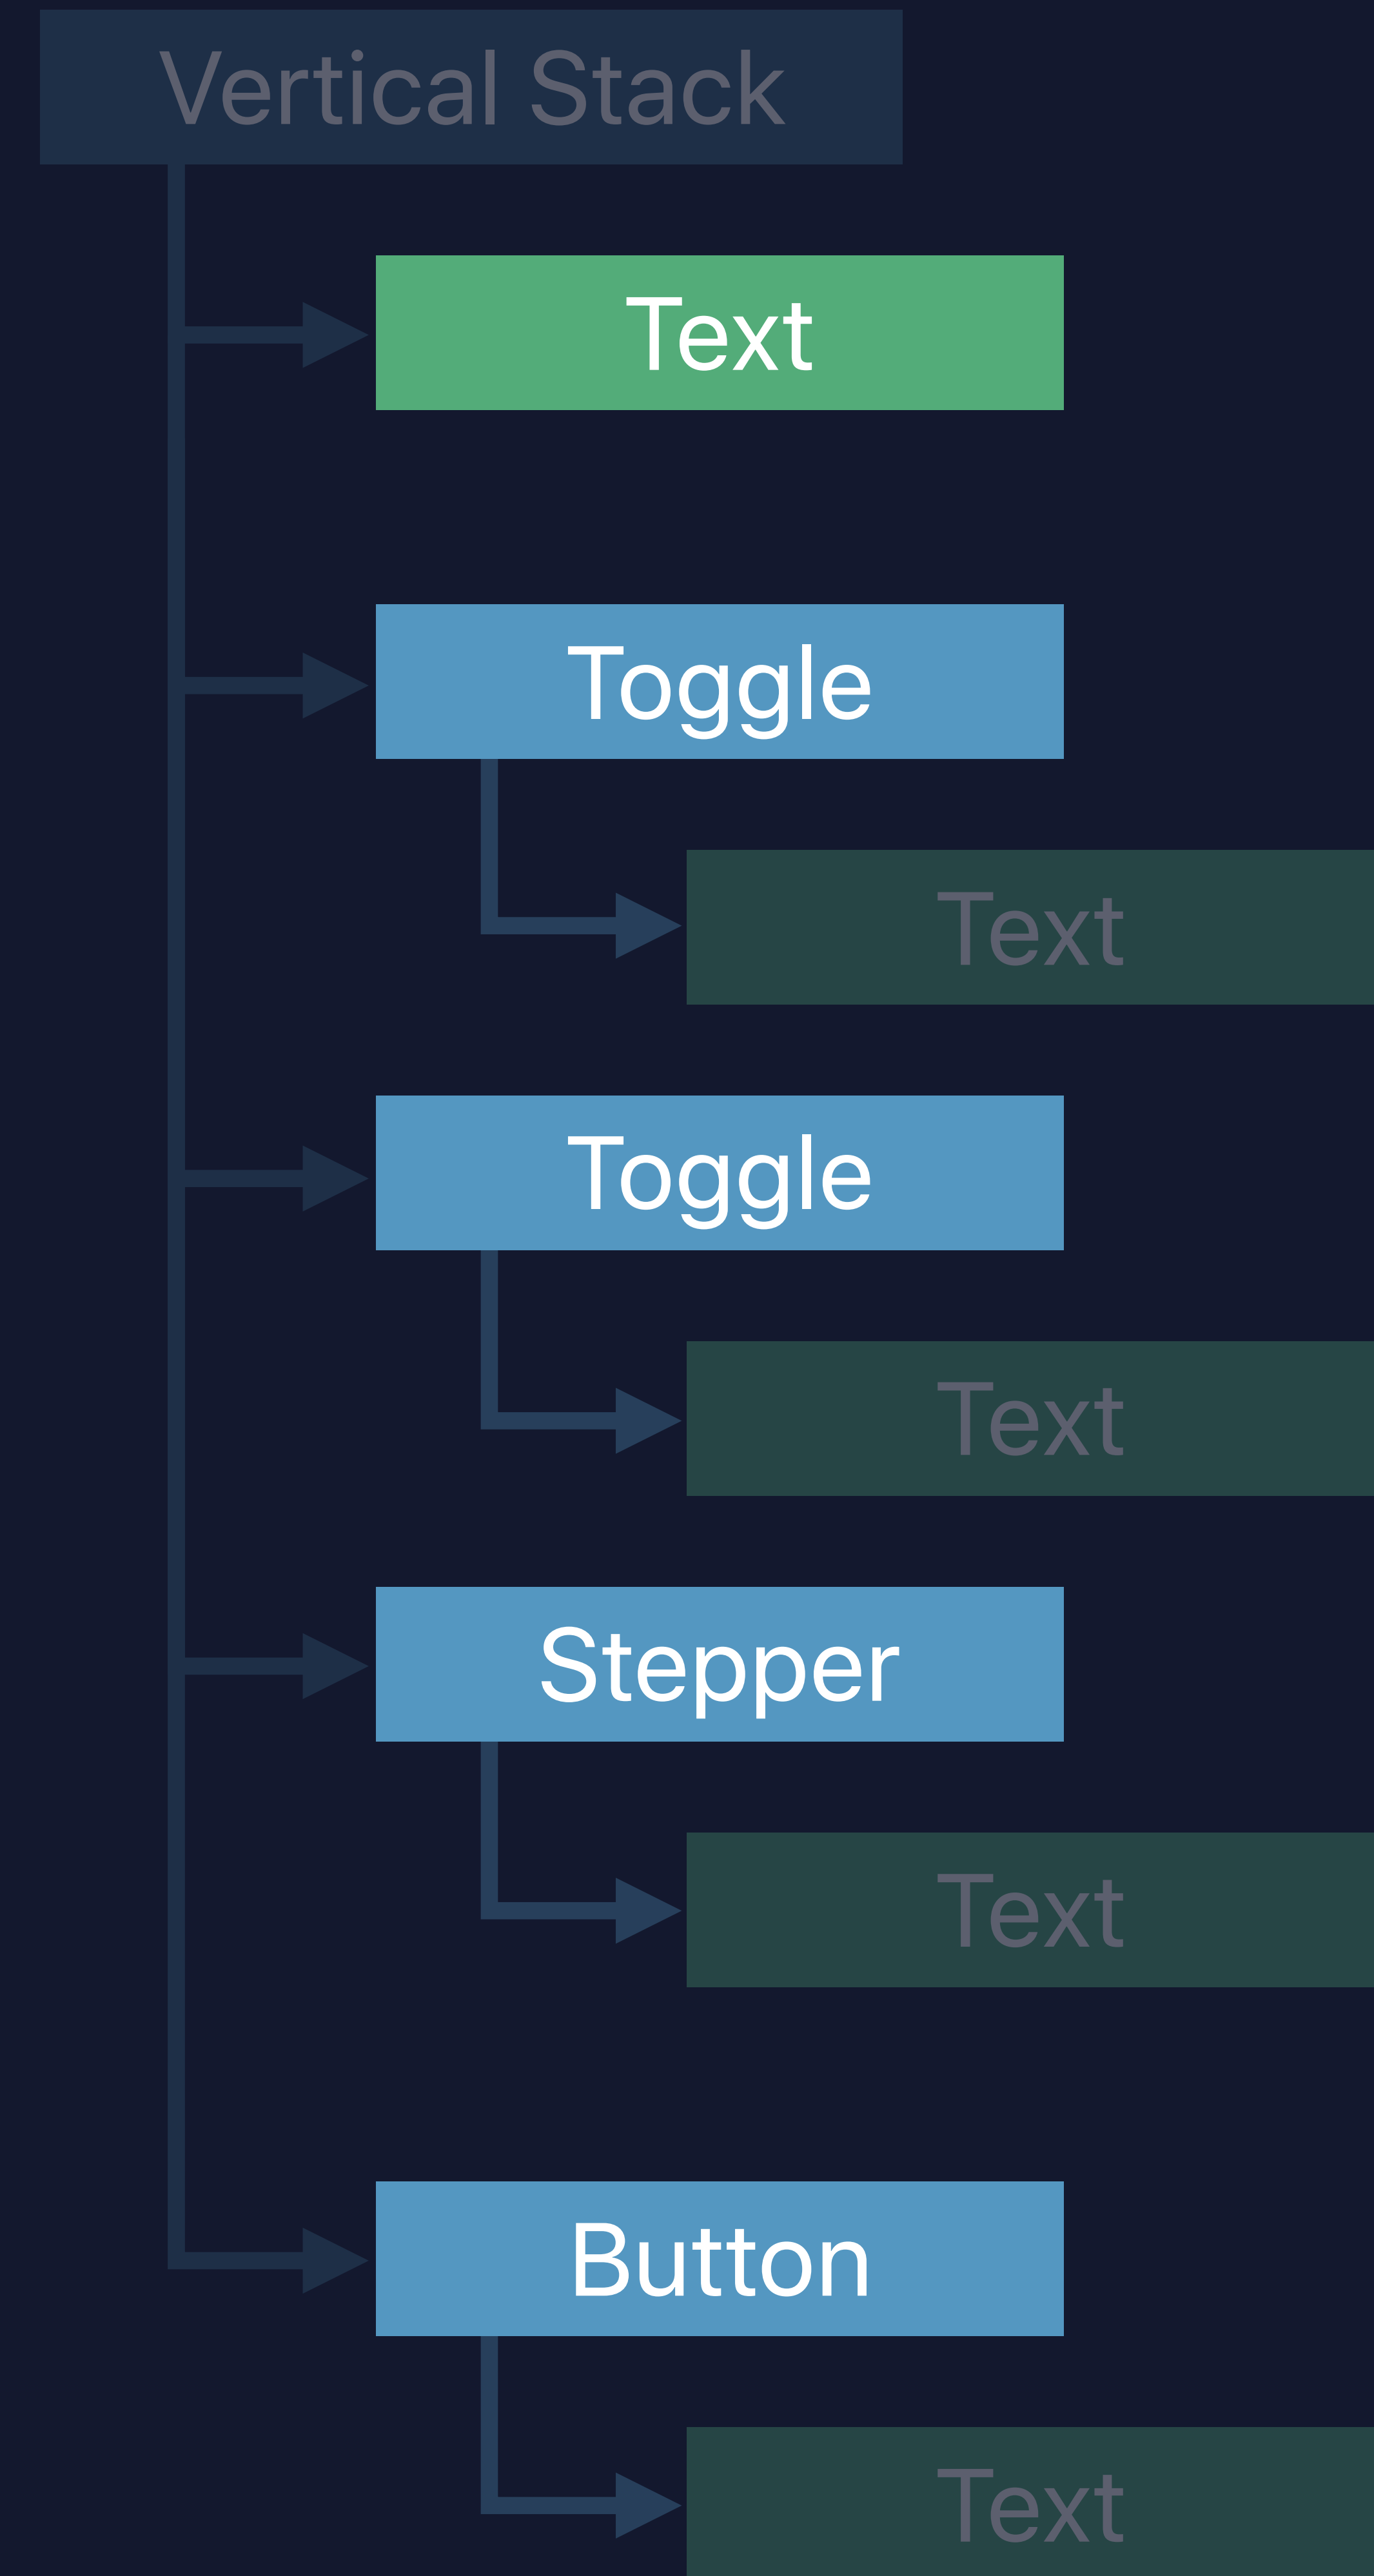 Vertical Stack
Text
Toggle
Text
Toggle
Text
Stepper
Text
Button
Text